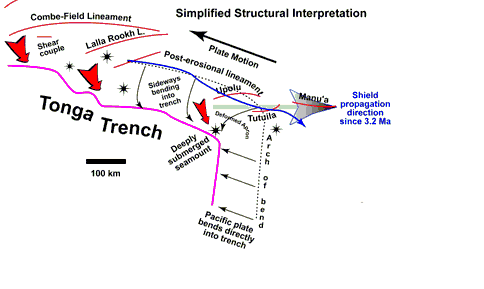 Simplified Structural Interpretation
Combe-Field Lineament
Shear
couple
Lalla Rookh L.
Plate Motion
Post-erosional lineament
Sideways
bending
into
trench
Upolu
Manu'a
Shield
propagation
direction
since 3.2 Ma
Tutuila
Deformed Apron
Tonga Trench
Deeply
submerged
seamount
Arch of bend
100 km
Pacific plate
bends directly
into trench